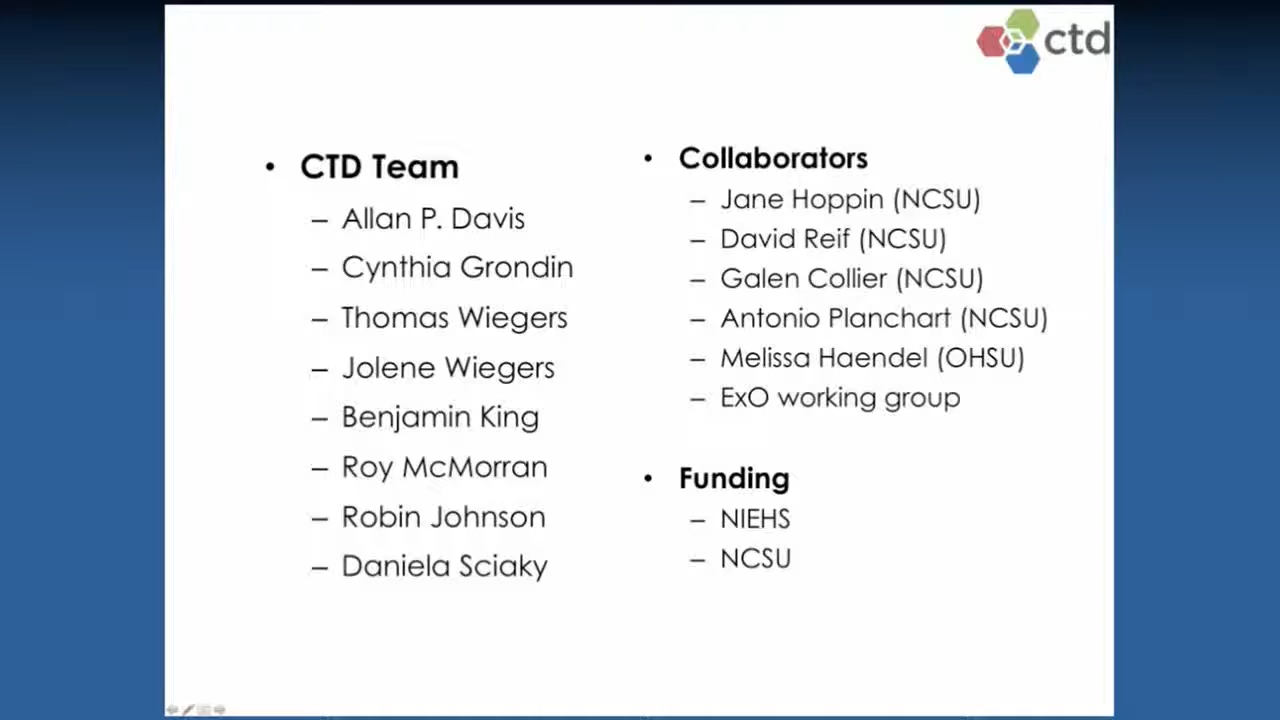 ctd
• CTD Team
– Allan P. Davis
– Cynthia Grondin
– Thomas Wiegers
– Jolene Wiegers
– Benjamin King
– Roy McMorran
– Robin Johnson
– Daniela Sciaky
• Collaborators
– Jane Hoppin (NCSU)
– David Reif (NCSU)
– Galen Collier (NCSU)
– Antonio Planchart (NCSU)
– Melissa Haendel (OHSU)
– ExO working group
• Funding
– NIEHS
– NCSU